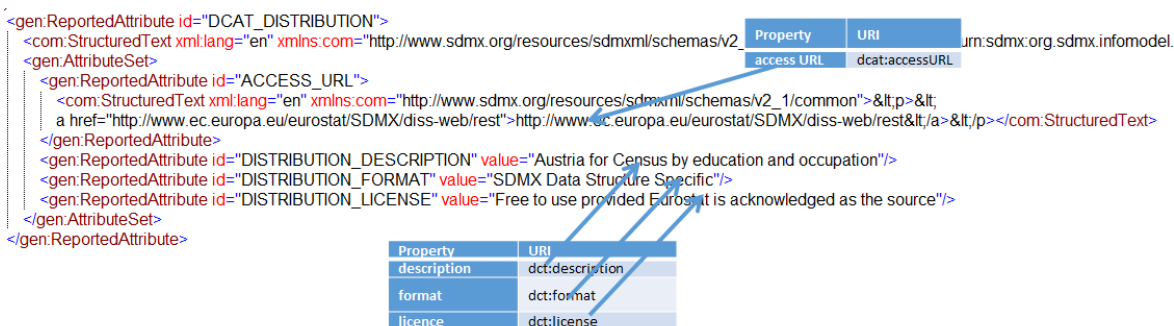 <gen:ReportedAttribute id="DCAT_DISTRIBUTION">
<com:StructuredText xml:lang="en" xmlns:com="http://www.sdmx.org/resources/sdmxml/schemas/v2_ urn:sdmx:org.sdmx.infomodel.
Property URI
access URL dcat:accessURL
<gen:AttributeSet>
<gen:ReportedAttribute id="ACCESS_URL">
<com:StructuredText xml:lang="en" xmlns:com="http://www.sdmx.org/resources/sdmxml/schemas/v2_1/common">&lt;p>&lt;
a href="http://www.ec.europa.eu/eurostat/SDMX/diss-web/rest">http://www.ec.europa.eu/eurostat/SDMX/diss-web/rest&lt;/a>&lt;/p></com:StructuredText>
</gen:ReportedAttribute>
<gen:ReportedAttribute id="DISTRIBUTION_DESCRIPTION" value="Austria for Census by education and occupation"/>
<gen:ReportedAttribute id="DISTRIBUTION_FORMAT" value="SDMX Data Structure Specific"/>
<gen:ReportedAttribute id="DISTRIBUTION_LICENSE" value="Free to use provided Eurostat is acknowledged as the source"/>
</gen:AttributeSet>
</gen:ReportedAttribute>
Property URI
description dct:description
format dct:format
licence dct:license